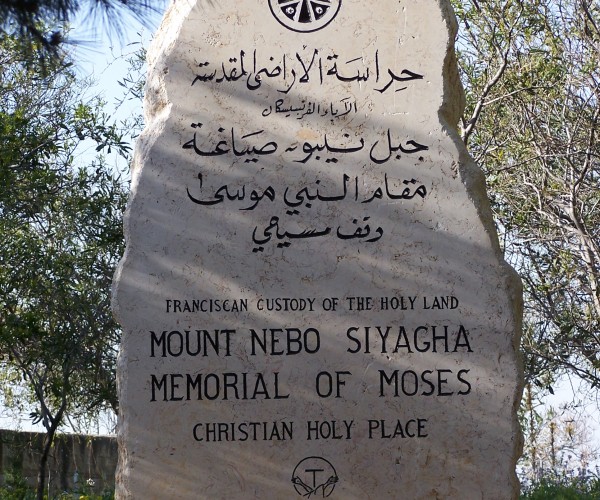 حراسة الاراضي المقدسة
الآباء الفرنسيسكان
جبل نيبو صياغة
مقام النبي موسى
وقف مسيحي
FRANCISCAN CUSTODY OF THE HOLY LAND
MOUNT NEBO SIYAGHA
MEMORIAL OF MOSES
CHRISTIAN HOLY PLACE